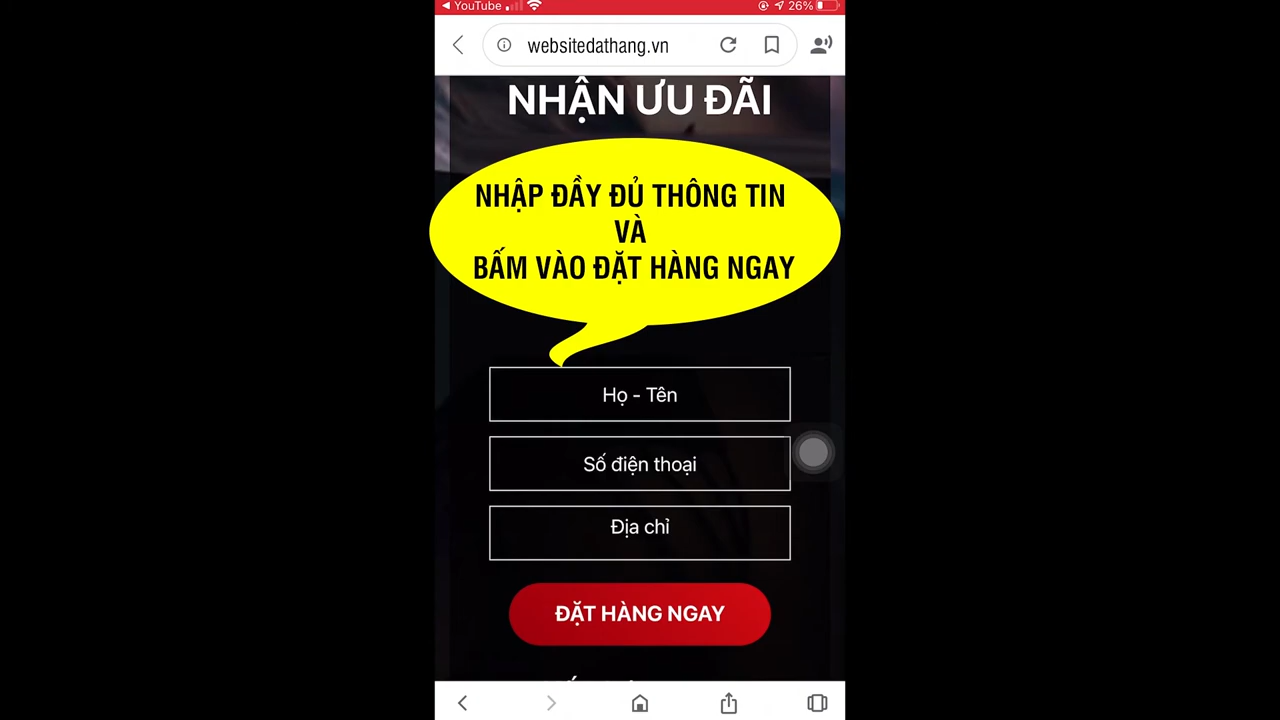 YouTube 26%
websitedathang.vn
NHẬN ƯU ĐÃI
NHẬP ĐẦY ĐỦ THÔNG TIN
VÀ
BẤM VÀO ĐẶT HÀNG NGAY
Họ - Tên
Số điện thoại
Địa chỉ
ĐẶT HÀNG NGAY